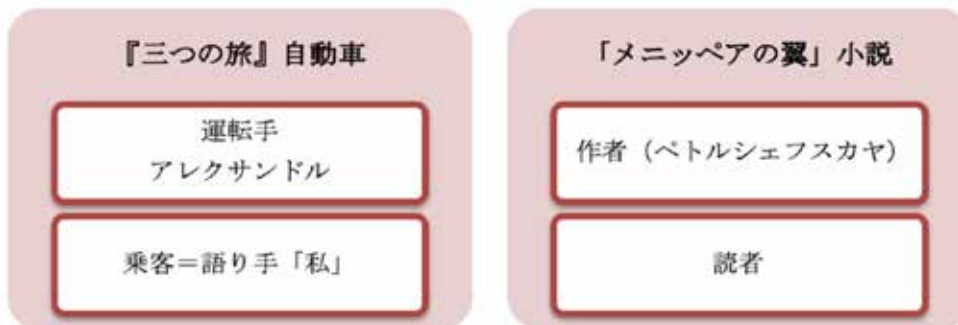 『三つの旅』自動車
運転手
アレクサンドル
乗客＝語り手「私」
「メニッペアの翼」小説
作者（ペトルシェフスカヤ）
読者